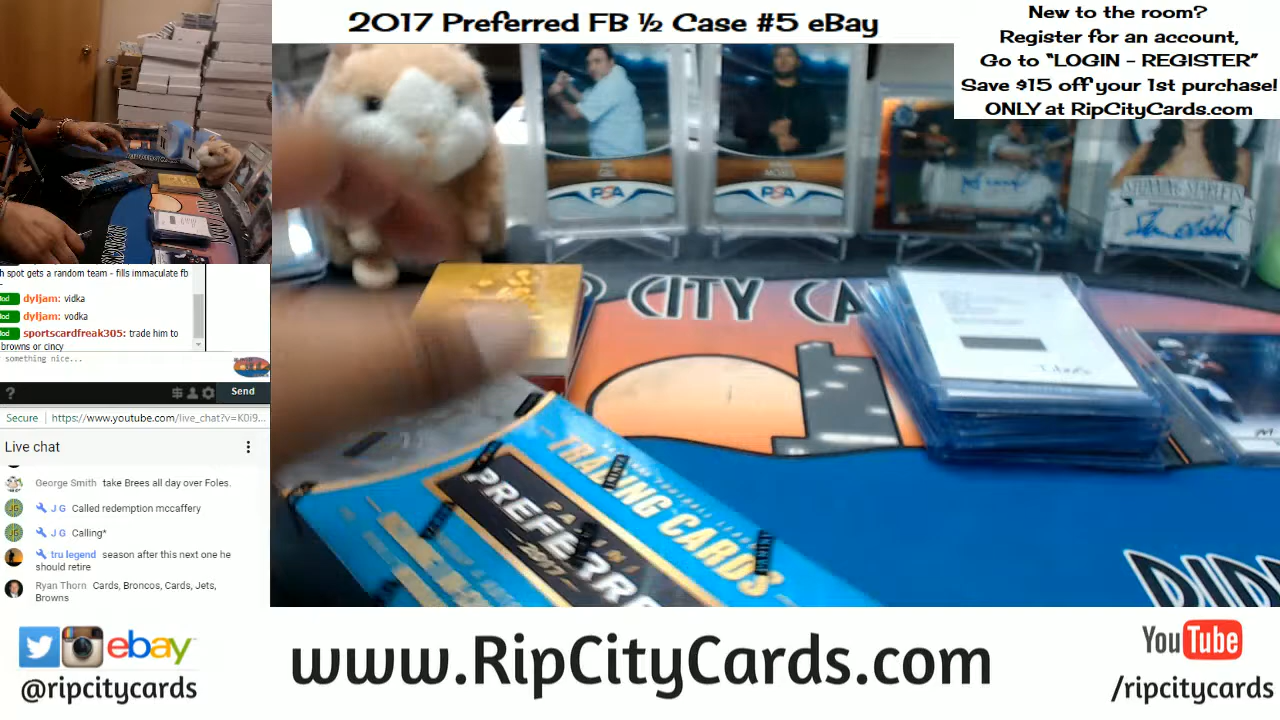 2017 Preferred FB ½ Case #5 eBay
New to the room?
Register for an account,
Go to "LOGIN - REGISTER"
Save $15 off your 1st purchase!
ONLY at RipCityCards.com
PSA
PSA
CITY CA
TRADING CARDS
PANINI
PREFERRE
2017
h spot gets a random team - fills immaculate fb
dyljam: vidka
dyljam: vodka
sportscardfreak305: trade him to
browns or cincy
something nice...
?
Send
Secure
https://www.youtube.com/live_chat?v=K0i9...
Live chat
George Smith take Brees all day over Foles.
J G Called redemption mccaffery
J G Calling*
tru legend season after this next one he
should retire
Ryan Thorn Cards, Broncos, Cards, Jets,
Browns
ebay
@ripcitycards
www.RipCityCards.com
YouTube
/ripcitycards